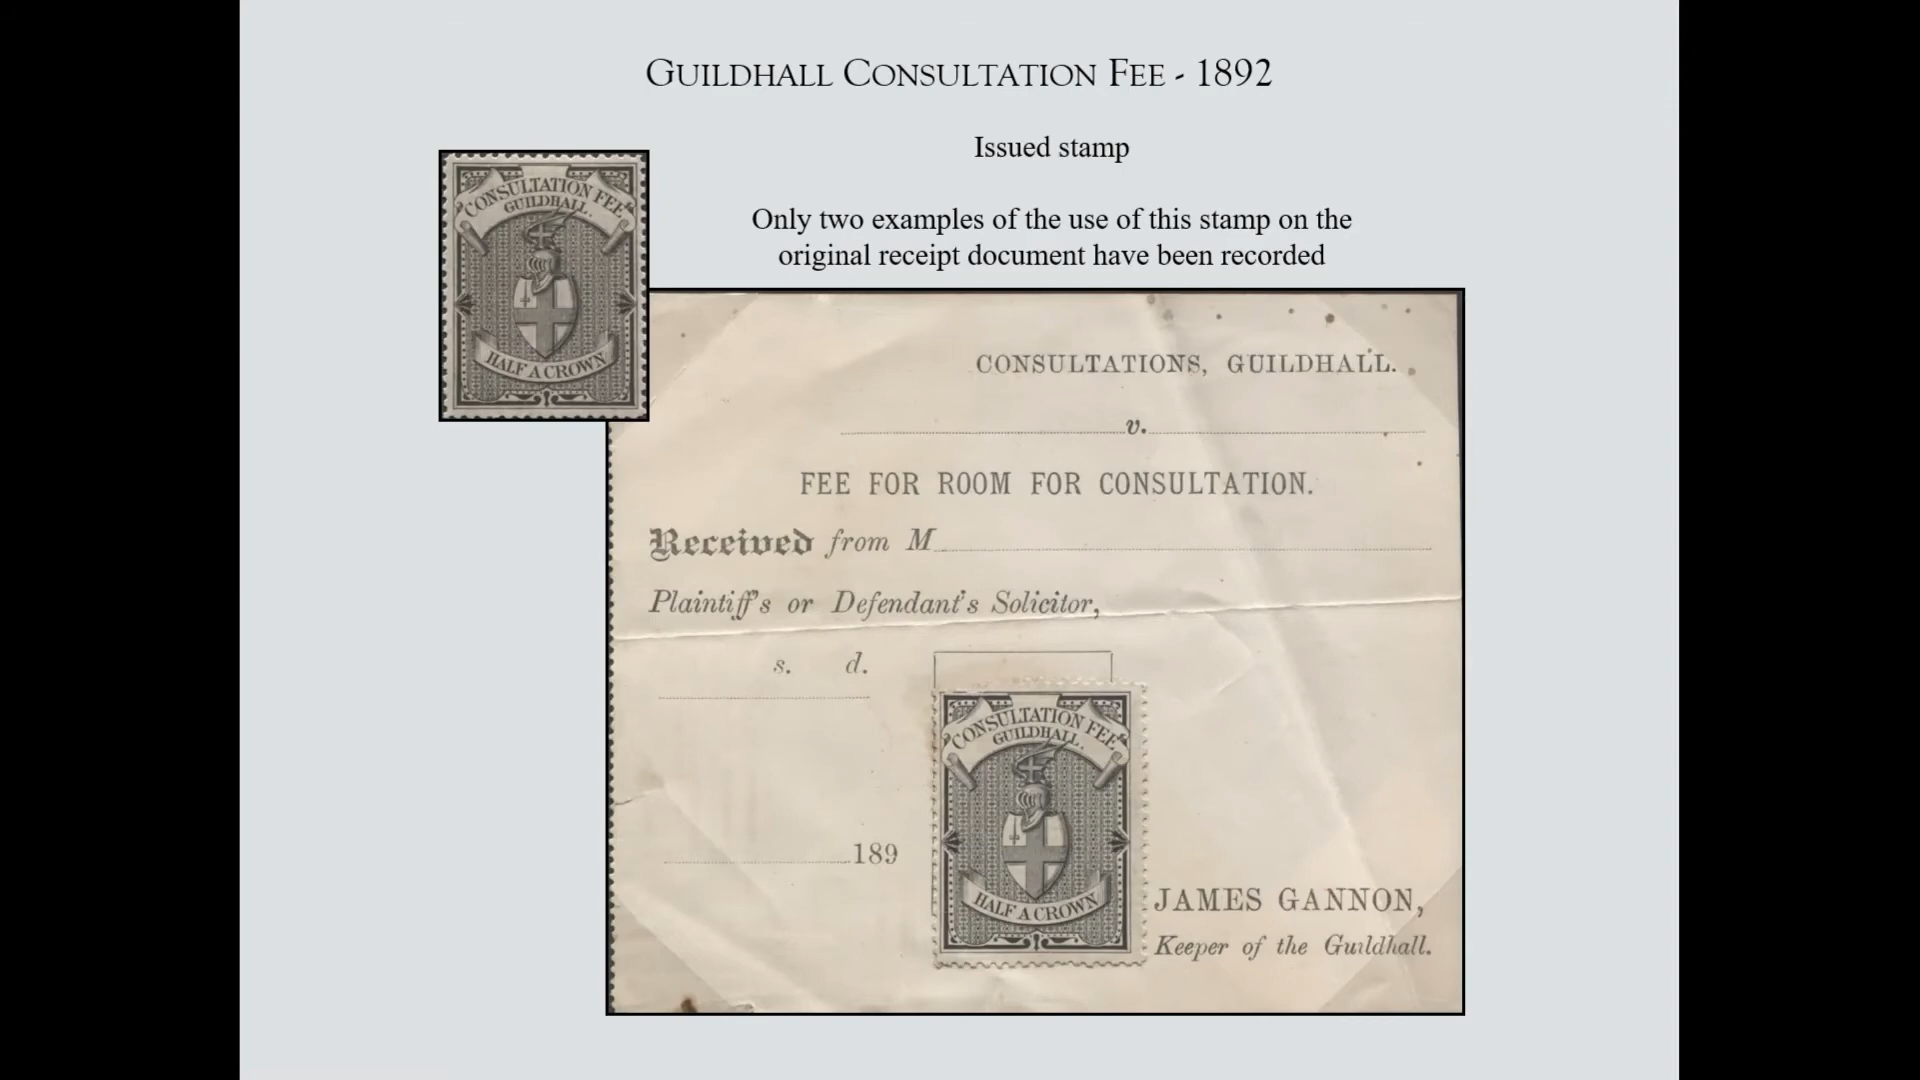 GUILDHALL CONSULTATION FEE - 1892
Issued stamp
Only two examples of the use of this stamp on the
original receipt document have been recorded
CONSULTATION FEE
GUILDHALL.
HALF A CROWN
CONSULTATIONS, GUILDHALL.
v.
FEE FOR ROOM FOR CONSULTATION.
Received from M
Plaintiff's or Defendant's Solicitor,
s. d.
CONSULTATION FEE
GUILDHALL.
HALF A CROWN
189
JAMES GANNON,
Keeper of the Guildhall.